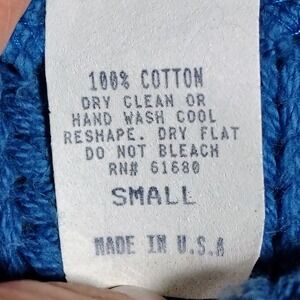 100% COTTON
DRY CLEAN OR
HAND WASH COOL
RESHAPE. DRY FLAT
DO NOT BLEACH
RN# 61680
SMALL
MADE IN U.S.A